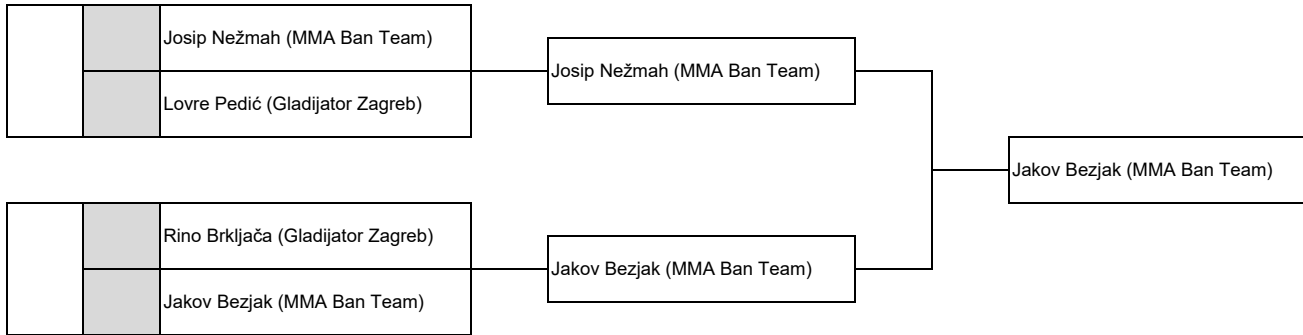 Josip Nežmah (MMA Ban Team)
Lovre Pedić (Gladijator Zagreb)
Josip Nežmah (MMA Ban Team)
Jakov Bezjak (MMA Ban Team)
Rino Brkljača (Gladijator Zagreb)
Jakov Bezjak (MMA Ban Team)
Jakov Bezjak (MMA Ban Team)